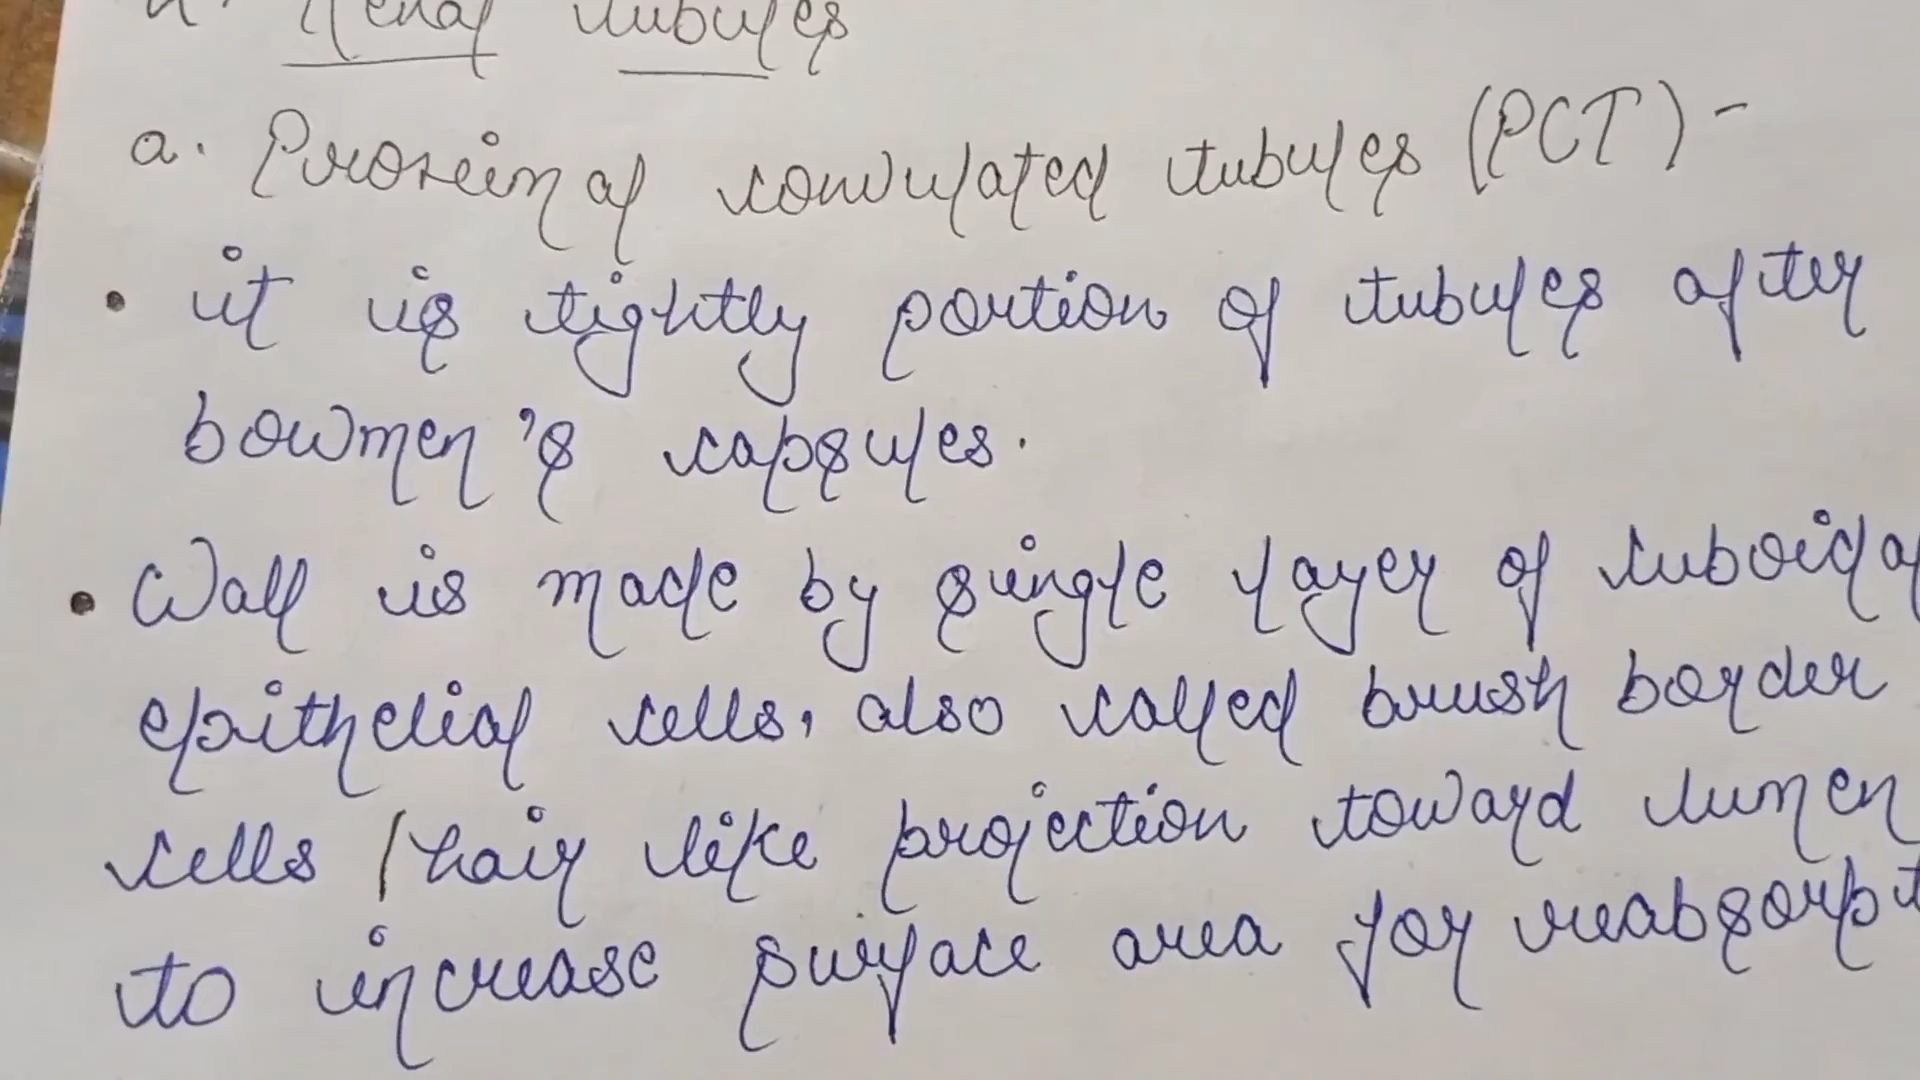 Renal tubules
a. Proximal convulated tubules (PCT) -
• it is tightly portion of tubules after
bowmen's capsules.
• Wall is made by single layer of cuboidal
epithelial cells, also called brush border
cells / hair like projection toward lumen
to increase surface area for reabsorpt